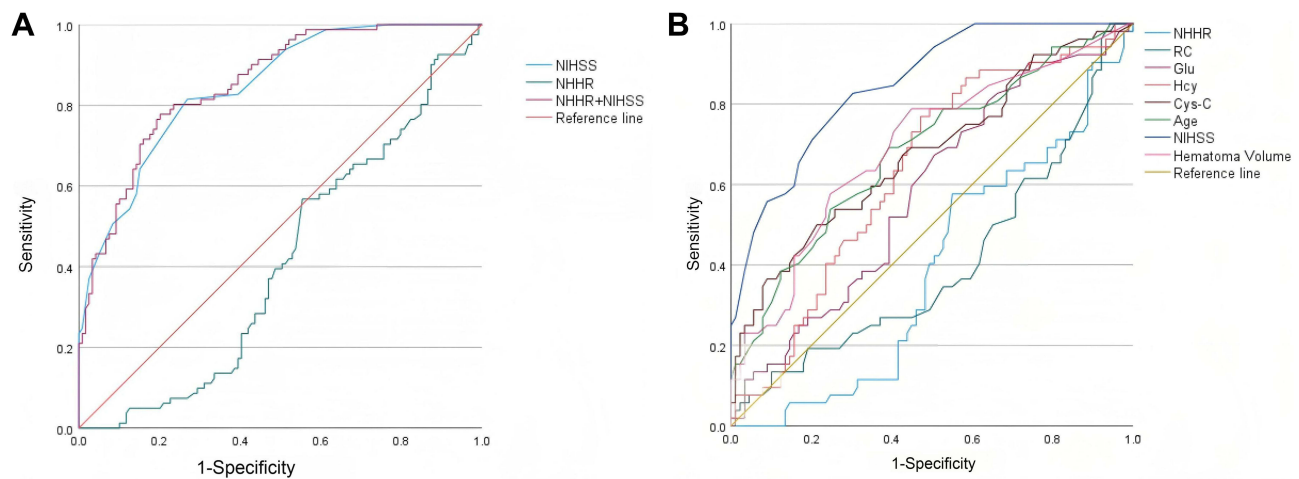 A
1.0
0.8
0.6
0.4
0.2
0.0
Sensitivity
0.0 0.2 0.4 0.6 0.8 1.0
1-Specificity
NIHSS
NHHR
NHHR+NIHSS
Reference line
B
1.0
0.8
0.6
0.4
0.2
0.0
Sensitivity
0.0 0.2 0.4 0.6 0.8 1.0
1-Specificity
NHHR
RC
Glu
Hcy
Cys-C
Age
NIHSS
Hematoma Volume
Reference line